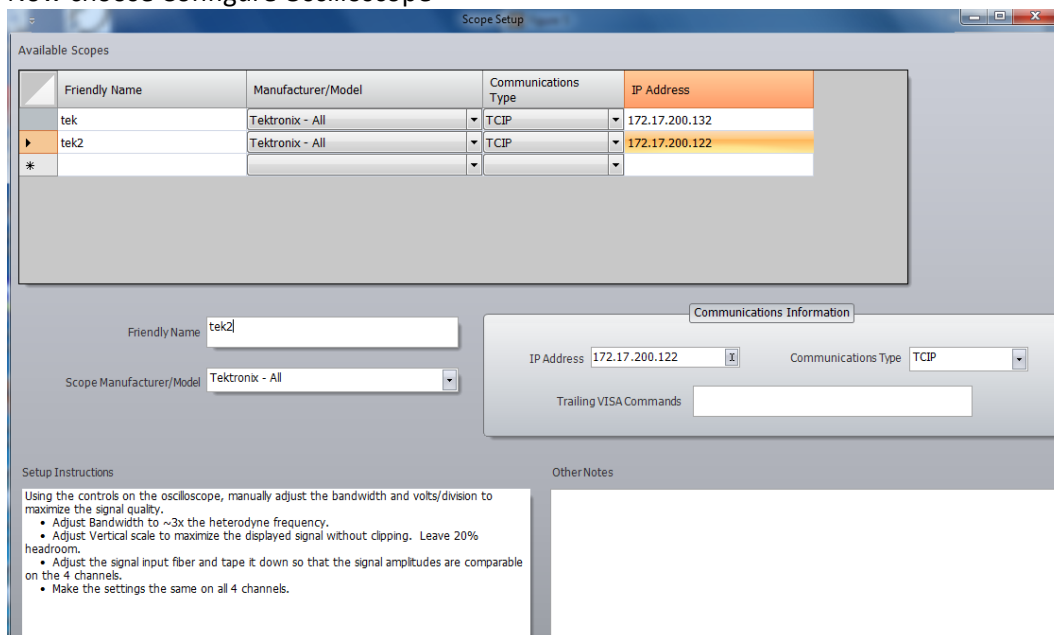 Now choose Configure Oscilloscope
Scope Setup
Available Scopes
Friendly Name Manufacturer/Model Communications Type IP Address
tek Tektronix - All TCIP 172.17.200.132
tek2 Tektronix - All TCIP 172.17.200.122
*
Communications Information
Friendly Name tek2
IP Address 172.17.200.122 Communications Type TCIP
Scope Manufacturer/Model Tektronix - All
Trailing VISA Commands
Setup Instructions
Other Notes
Using the controls on the oscilloscope, manually adjust the bandwidth and volts/division to
maximize the signal quality.
• Adjust Bandwidth to ~3x the heterodyne frequency.
• Adjust Vertical scale to maximize the displayed signal without clipping. Leave 20%
headroom.
• Adjust the signal input fiber and tape it down so that the signal amplitudes are comparable
on the 4 channels.
• Make the settings the same on all 4 channels.